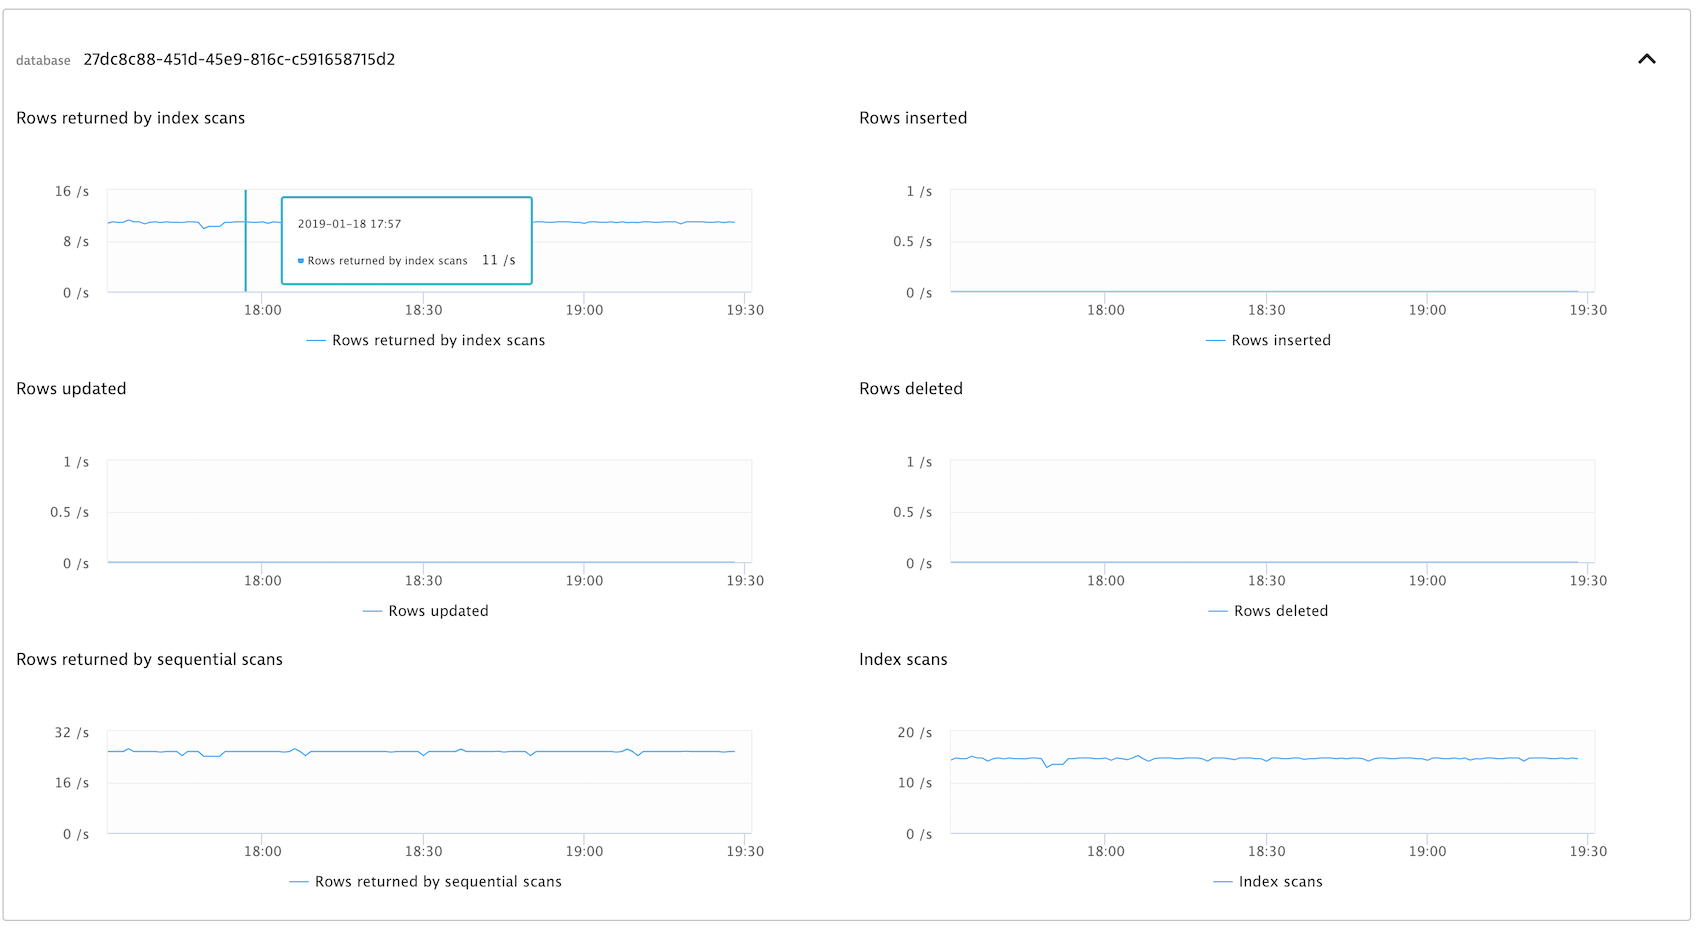 database 27dc8c88-451d-45e9-816c-c591658715d2
Rows returned by index scans
16 /s
8 /s
0 /s
2019-01-18 17:57
Rows returned by index scans 11 /s
18:00 18:30 19:00 19:30
Rows returned by index scans
Rows inserted
1 /s
0.5 /s
0 /s
18:00 18:30 19:00 19:30
Rows inserted
Rows updated
1 /s
0.5 /s
0 /s
18:00 18:30 19:00 19:30
Rows updated
Rows deleted
1 /s
0.5 /s
0 /s
18:00 18:30 19:00 19:30
Rows deleted
Rows returned by sequential scans
32 /s
16 /s
0 /s
18:00 18:30 19:00 19:30
Rows returned by sequential scans
Index scans
20 /s
10 /s
0 /s
18:00 18:30 19:00 19:30
Index scans